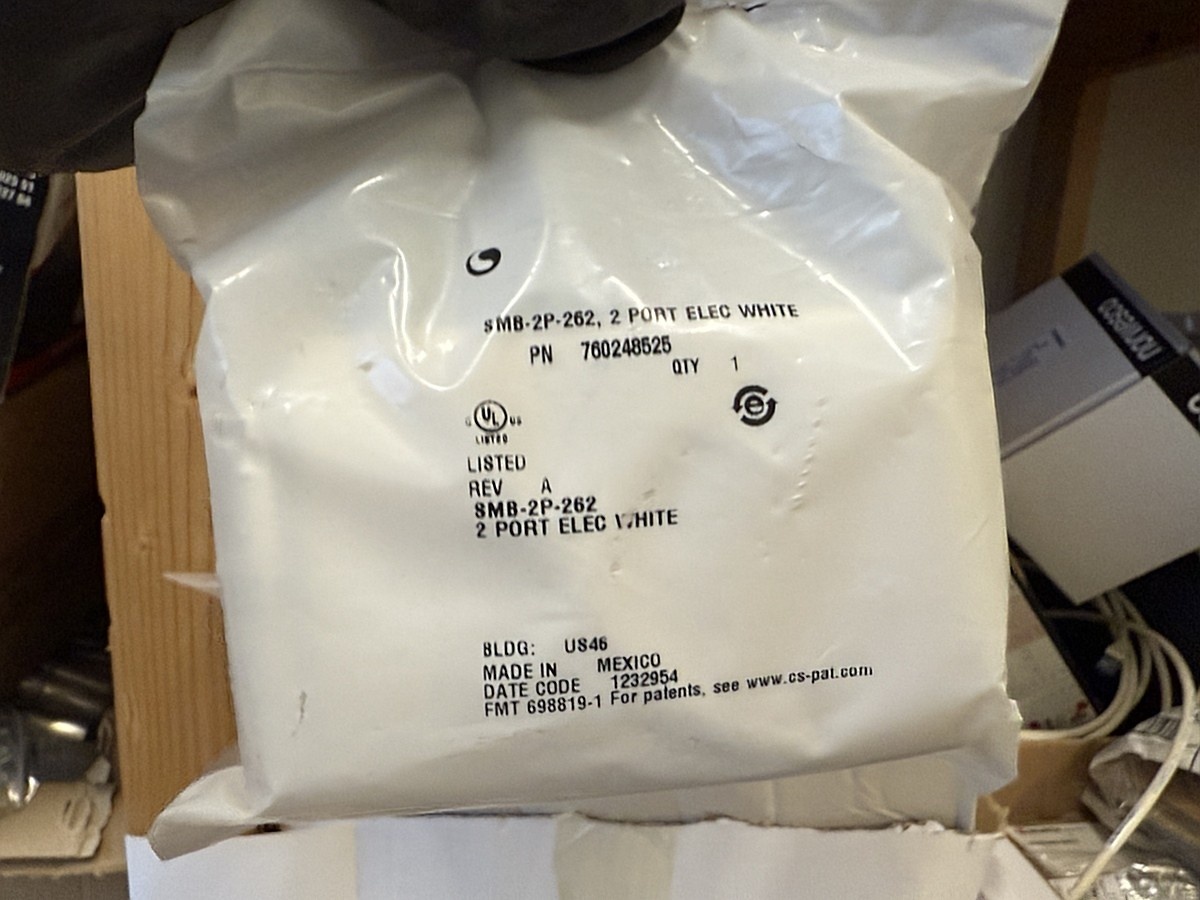 SMB-2P-262, 2 PORT ELEC WHITE
PN 760248525
QTY 1
C UL US
LISTED
e
LISTED
REV A
SMB-2P-262
2 PORT ELEC WHITE
BLDG: US46
MADE IN MEXICO
DATE CODE 1232954
FMT 698819-1 For patents, see www.cs-pat.com